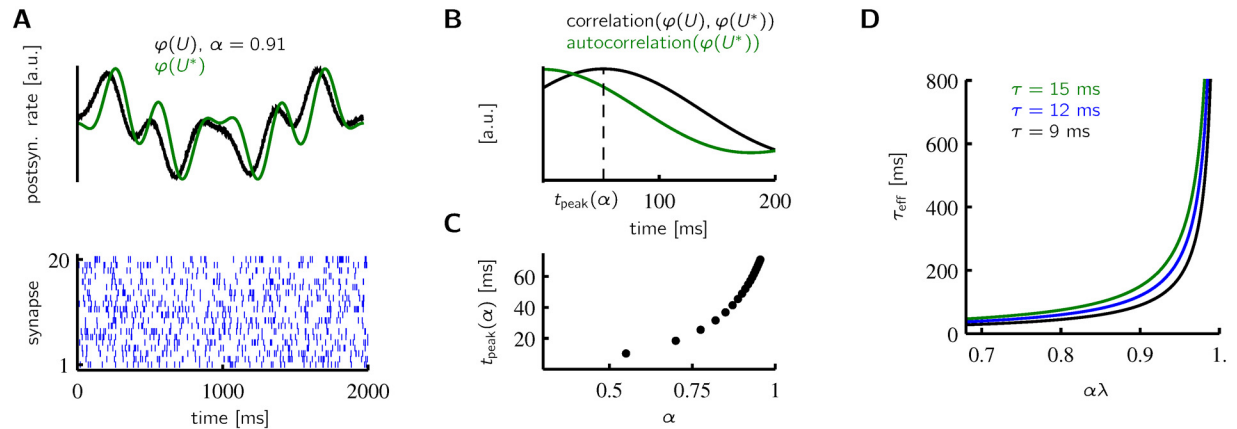 A
φ(U), α = 0.91
φ(U*)
postsyn. rate [a.u.]
synapse
20
1
0
1000
2000
time [ms]
B
correlation(φ(U), φ(U*))
autocorrelation(φ(U*))
[a.u.]
t_peak(α)
100
200
time [ms]
C
t_peak(α) [ms]
60
40
20
0.5
0.75
1
α
D
τ = 15 ms
τ = 12 ms
τ = 9 ms
τ_eff [ms]
800
600
400
200
0
0.7
0.8
0.9
1.
αλ